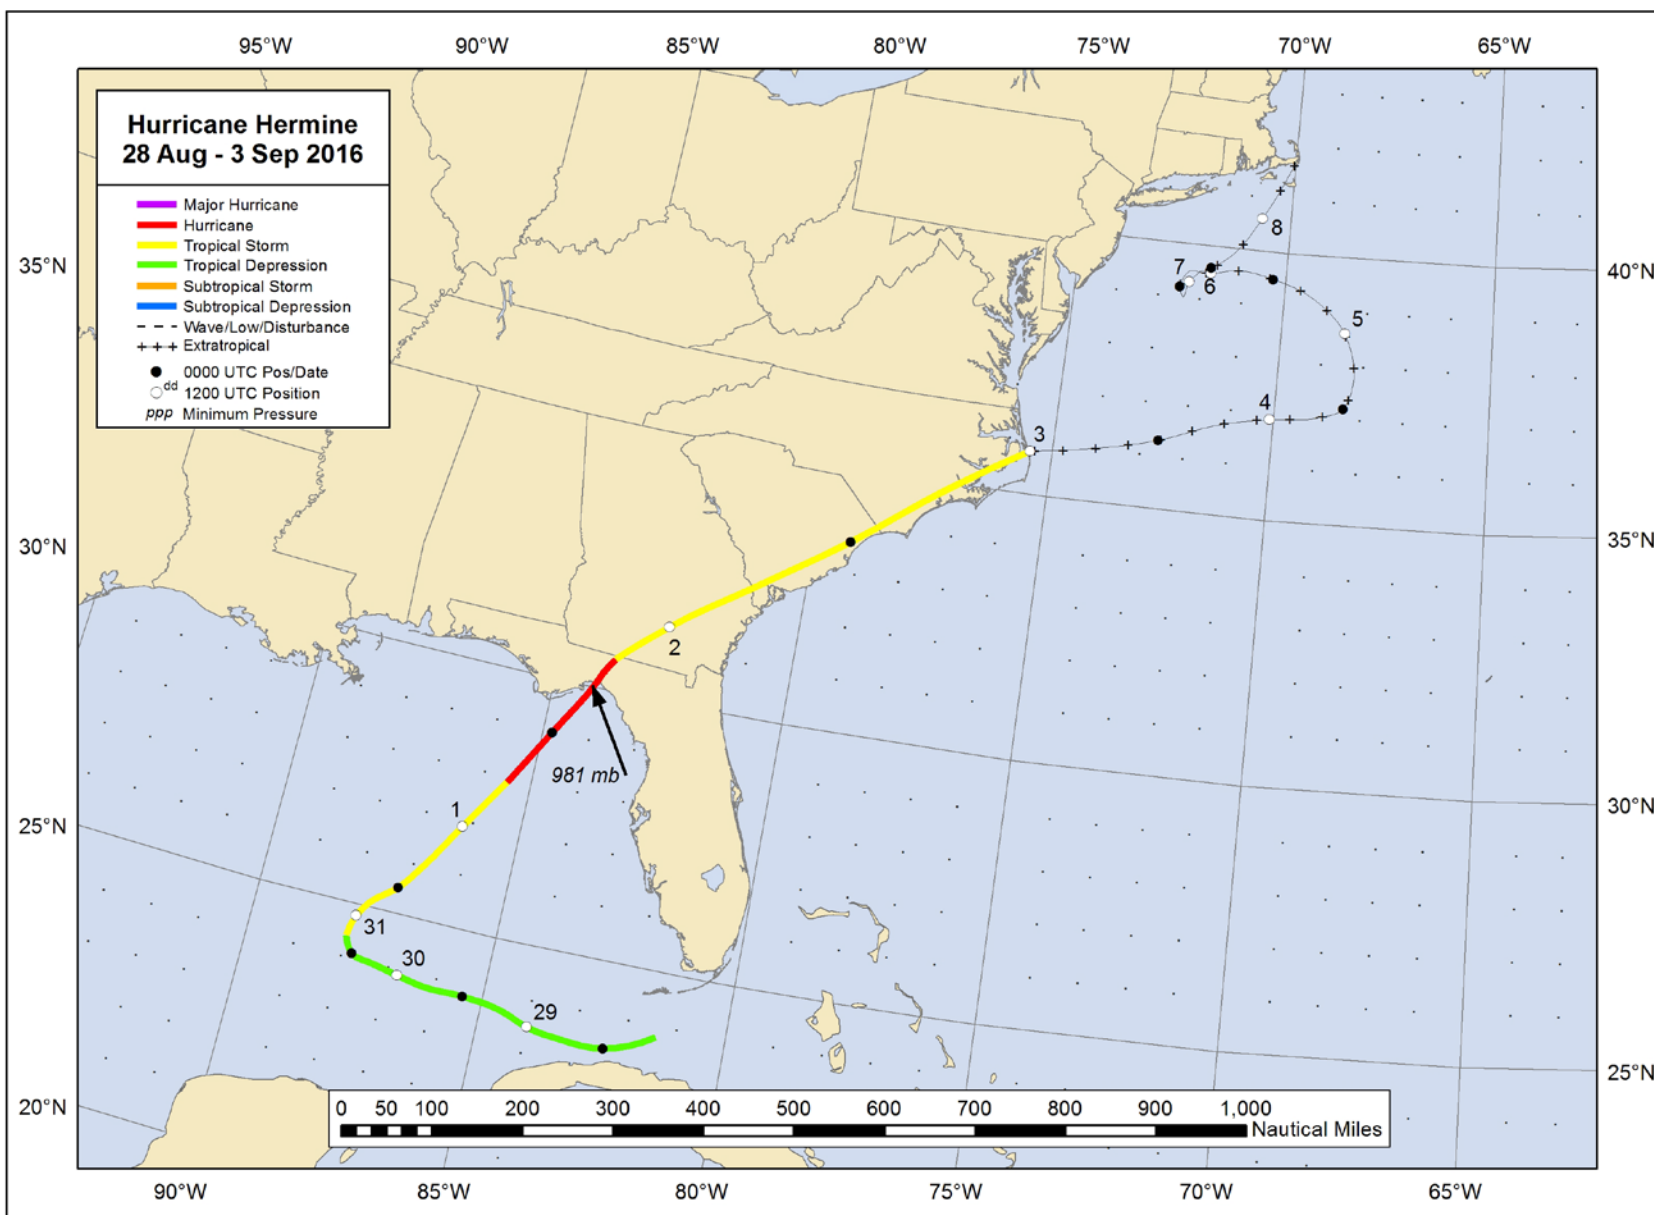 95°W 90°W 85°W 80°W 75°W 70°W 65°W
Hurricane Hermine
28 Aug - 3 Sep 2016
Major Hurricane
Hurricane
Tropical Storm
Tropical Depression
Subtropical Storm
Subtropical Depression
Wave/Low/Disturbance
+++ Extratropical
0000 UTC Pos/Date
dd 1200 UTC Position
ppp Minimum Pressure
8
7
6
35°N
40°N
5
4
3
30°N
35°N
2
981 mb
1
25°N
30°N
31
30
29
25°N
20°N
0 50 100 200 300 400 500 600 700 800 900 1,000
Nautical Miles
90°W 85°W 80°W 75°W 70°W 65°W